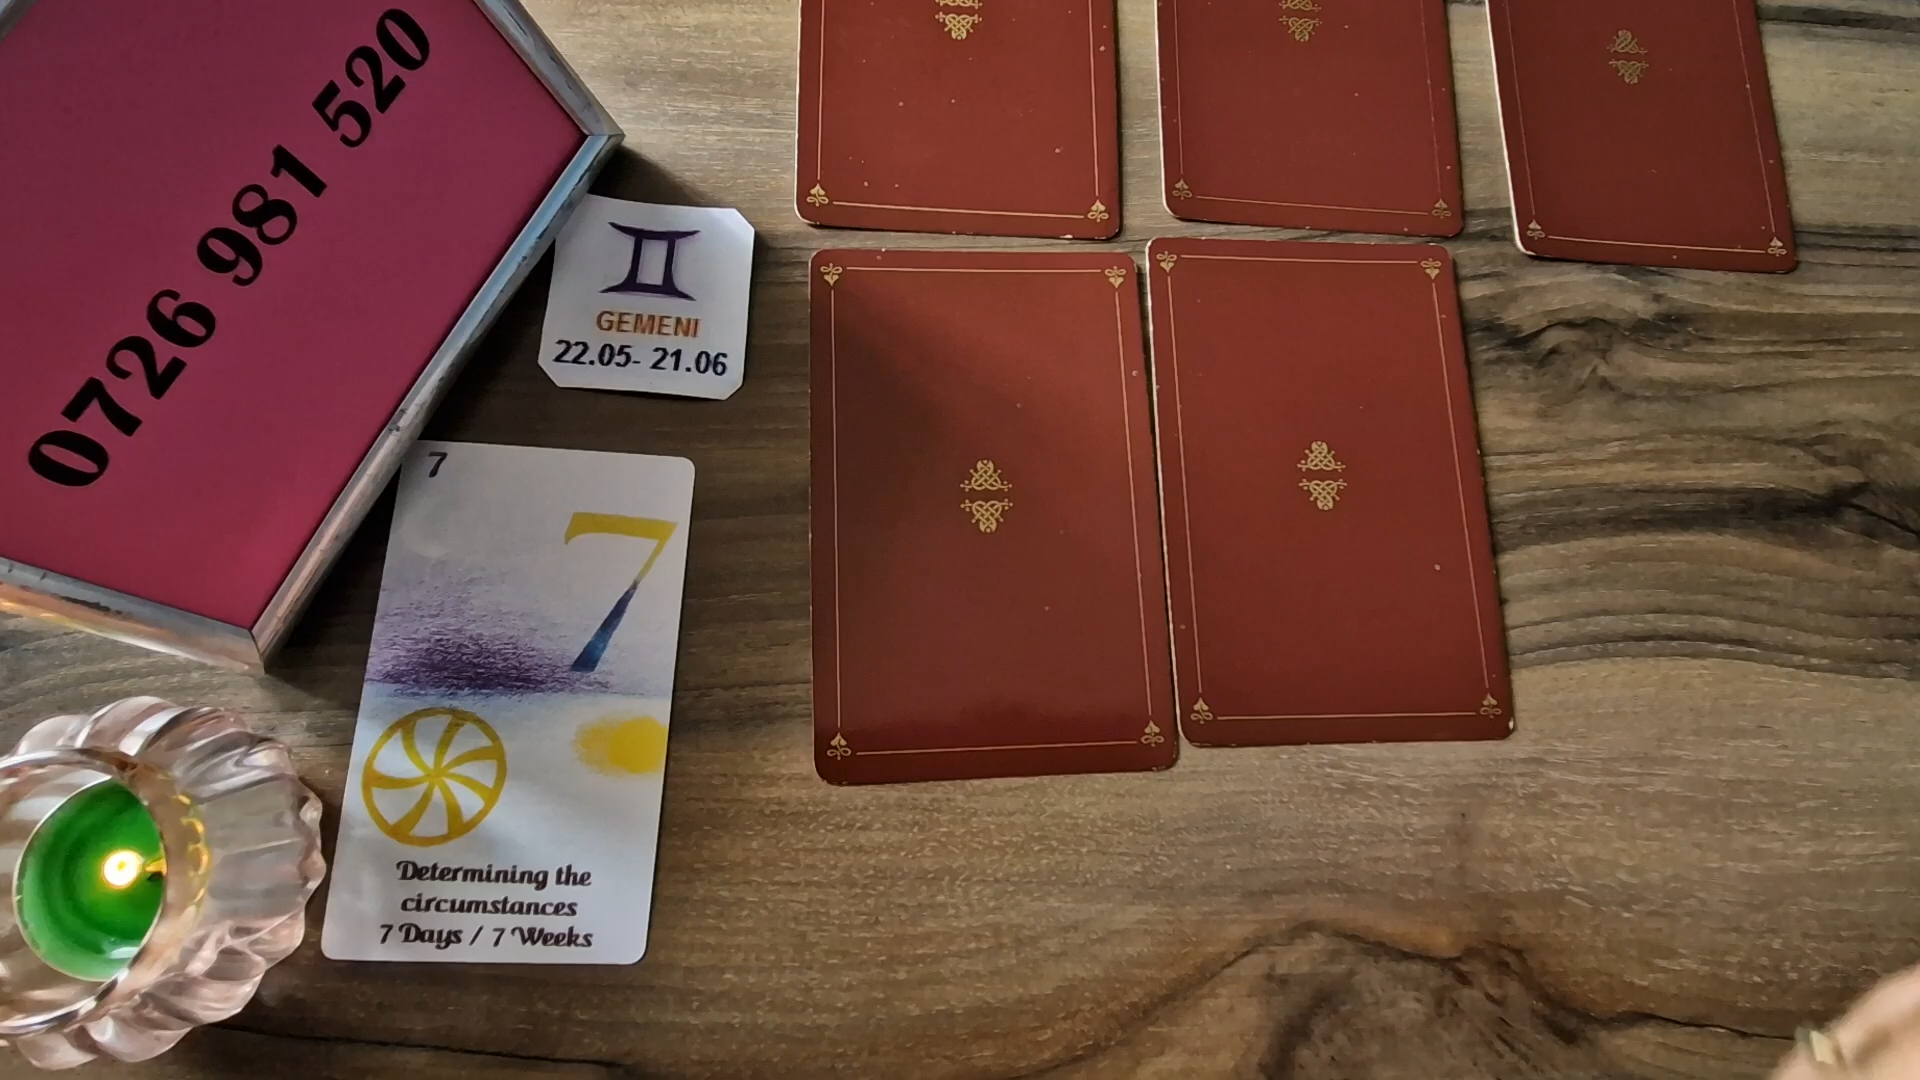 0726 981 520
GEMENI
22.05- 21.06
7
7
Determining the
circumstances
7 Days / 7 Weeks